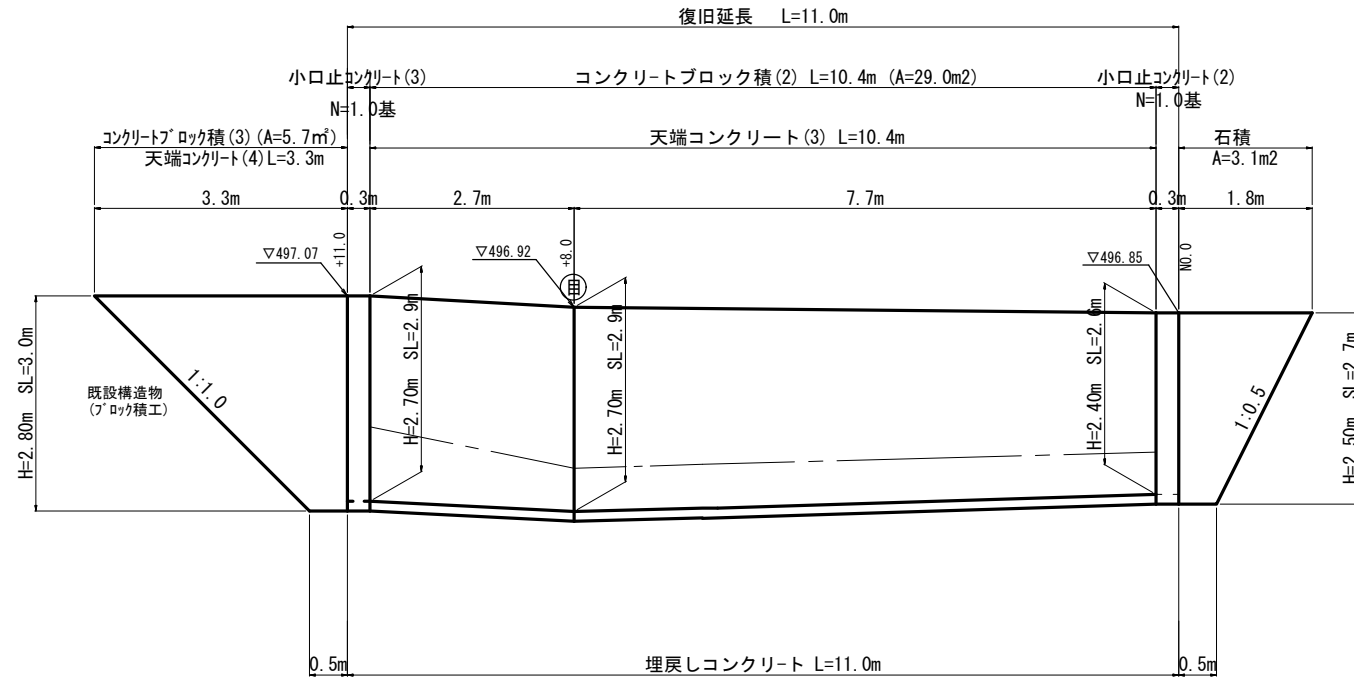 復旧延長 L=11.0m
小口止コンクリート(3)
N=1.0基
コンクリートブロック積(2) L=10.4m (A=29.0m2)
小口止コンクリート(2)
N=1.0基
コンクリートブロック積(3)(A=5.7㎡)
天端コンクリート(4)L=3.3m
天端コンクリート(3) L=10.4m
石積
A=3.1m2
3.3m
0.3m
2.7m
7.7m
0.3m
1.8m
▽497.07
+11.0
▽496.92
+8.0
目
▽496.85
NO.0
H=2.80m SL=3.0m
既設構造物
(ブロック積工)
1:1.0
H=2.70m SL=2.9m
H=2.70m SL=2.9m
H=2.40m SL=2.6m
1:0.5
H=2.50m SL=2.7m
0.5m
埋戻しコンクリート L=11.0m
0.5m